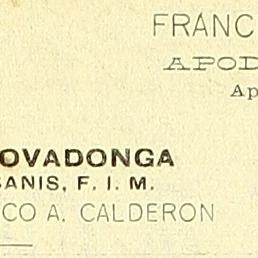 FRANC
APOD
Ap
OVADONGA
SANIS, F. I. M.
CO A. CALDERON